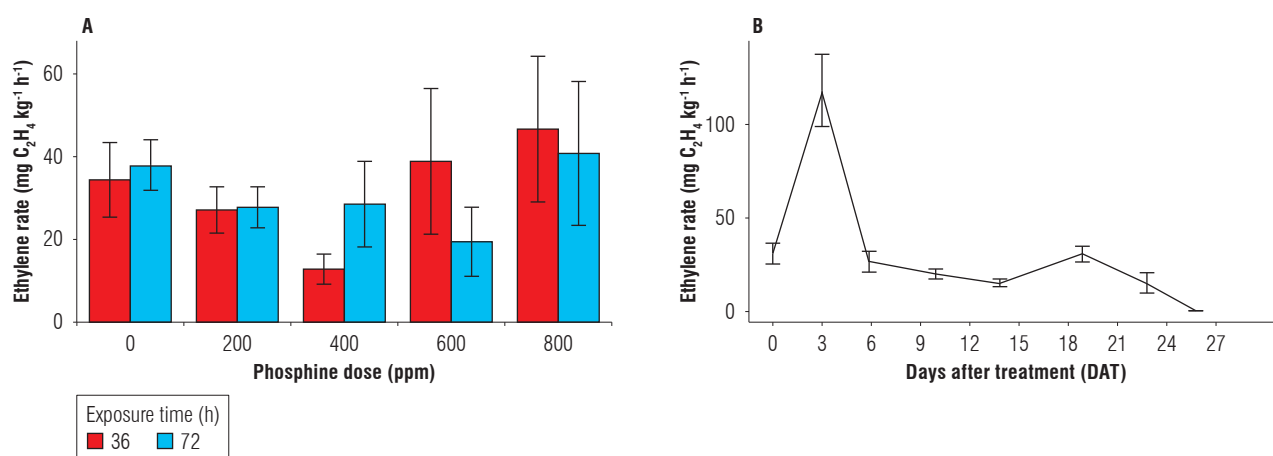 A
Ethylene rate (mg C₂H₄ kg⁻¹ h⁻¹)
60
40
20
0
0 200 400 600 800
Phosphine dose (ppm)
Exposure time (h)
36 72
B
Ethylene rate (mg C₂H₄ kg⁻¹ h⁻¹)
100
50
0
0 3 6 9 12 15 18 21 24 27
Days after treatment (DAT)